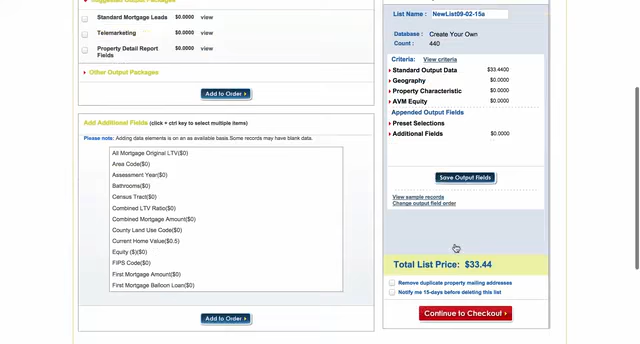 Suggested Output Packages
Standard Mortgage Leads $0.0000 view
Telemarketing $0.0000 view
Property Detail Report Fields $0.0000 view
Other Output Packages
Add to Order
Add Additional Fields (click + ctrl key to select multiple items)
Please note: Adding data elements is on an as available basis.Some records may have blank data.
All Mortgage Original LTV($0)
Area Code($0)
Assessment Year($0)
Bathrooms($0)
Census Tract($0)
Combined LTV Ratio($0)
Combined Mortgage Amount($0)
County Land Use Code($0)
Current Home Value($0.5)
Equity ($)($0)
FIPS Code($0)
First Mortgage Amount($0)
First Mortgage Balloon Loan($0)
Add to Order
List Name : NewList09-02-15a
Database : Create Your Own
Count : 440
Criteria: View criteria
Standard Output Data $33.4400
Geography $0.0000
Property Characteristic $0.0000
AVM Equity $0.0000
Appended Output Fields
Preset Selections
Additional Fields $0.0000
Save Output Fields
View sample records
Change output field order
Total List Price: $33.44
Remove duplicate property mailing addresses
Notify me 15-days before deleting this list
Continue to Checkout